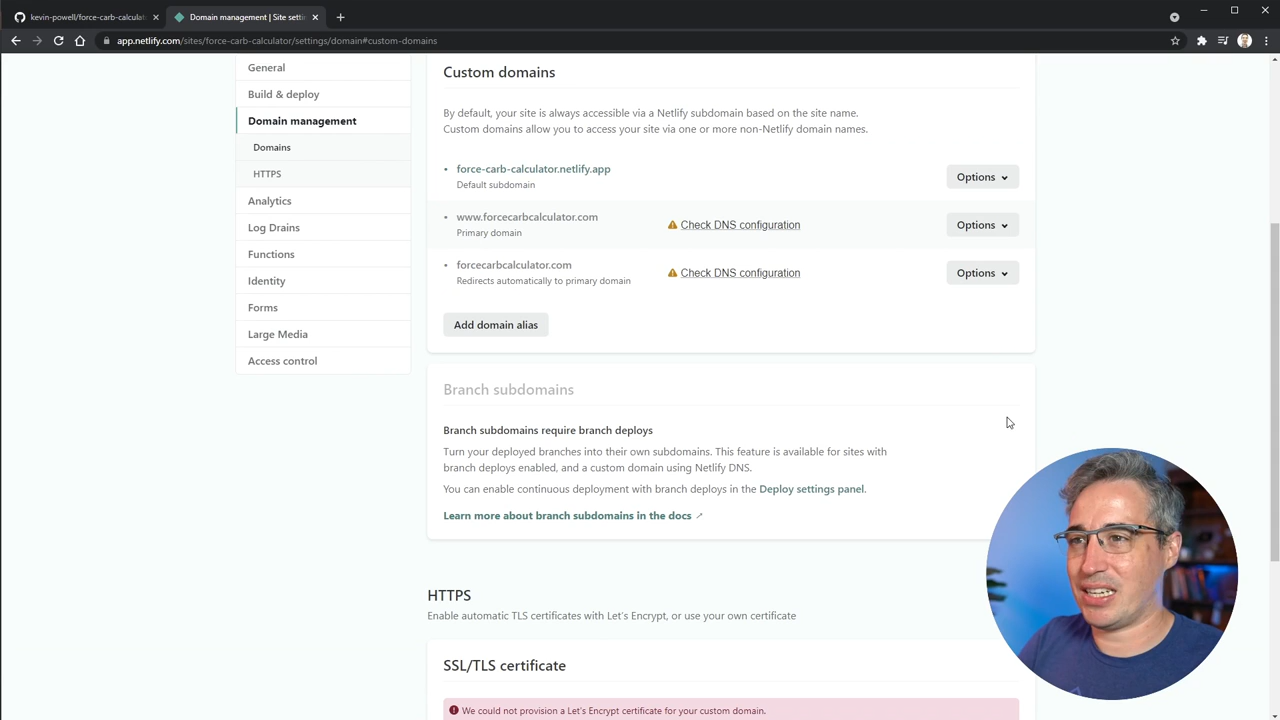 kevin-powell/force-carb-calculat
Domain management | Site setti
app.netlify.com/sites/force-carb-calculator/settings/domain#custom-domains
General
Build & deploy
Domain management
Domains
HTTPS
Analytics
Log Drains
Functions
Identity
Forms
Large Media
Access control
Custom domains
By default, your site is always accessible via a Netlify subdomain based on the site name.
Custom domains allow you to access your site via one or more non-Netlify domain names.
force-carb-calculator.netlify.app
Default subdomain
Options
www.forcecarbcalculator.com
Primary domain
Check DNS configuration
Options
forcecarbcalculator.com
Redirects automatically to primary domain
Check DNS configuration
Options
Add domain alias
Branch subdomains
Branch subdomains require branch deploys
Turn your deployed branches into their own subdomains. This feature is available for sites with
branch deploys enabled, and a custom domain using Netlify DNS.
You can enable continuous deployment with branch deploys in the Deploy settings panel.
Learn more about branch subdomains in the docs ↗
HTTPS
Enable automatic TLS certificates with Let's Encrypt, or use your own certificate
SSL/TLS certificate
We could not provision a Let's Encrypt certificate for your custom domain.